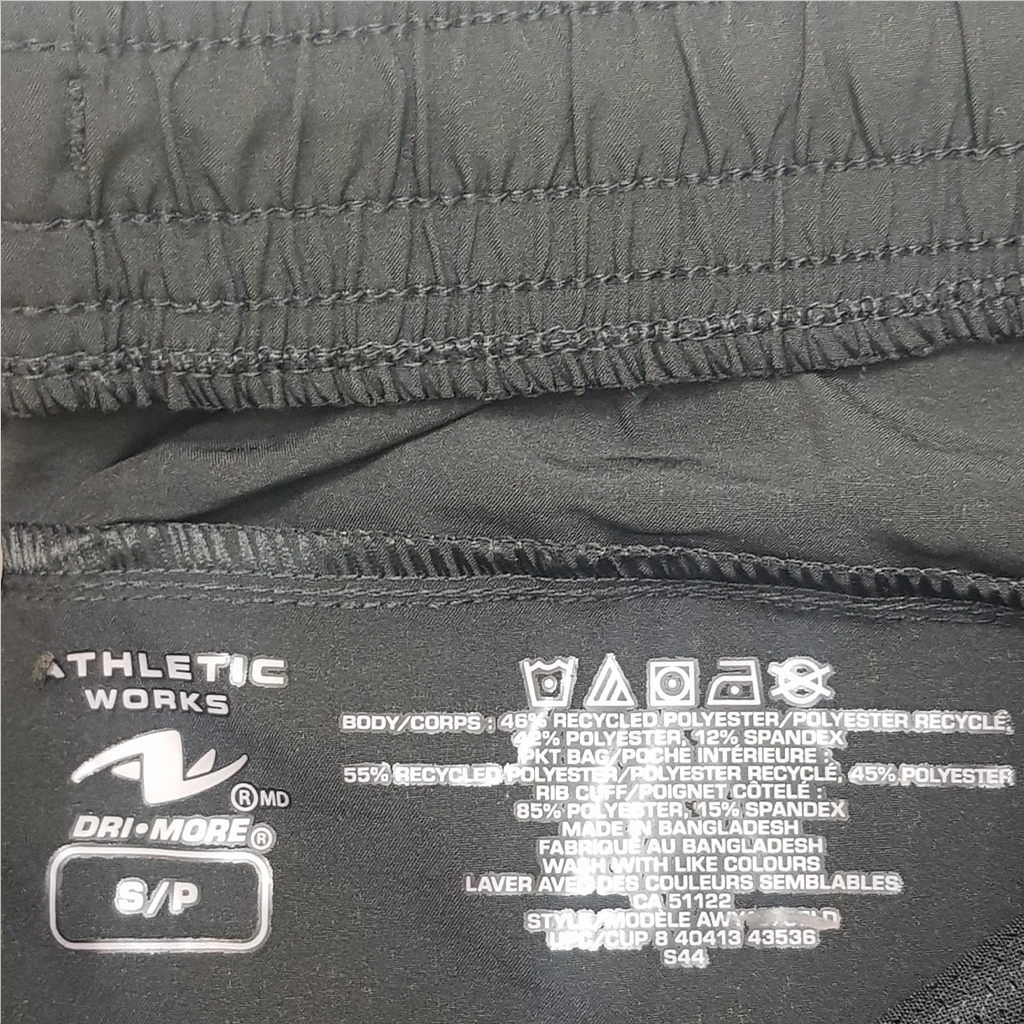 ATHLETIC
WORKS
® MD
DRI•MORE®
S/P
BODY/CORPS : 46% RECYCLED POLYESTER/POLYESTER RECYCLÉ,
42% POLYESTER, 12% SPANDEX
PKT BAG/POCHE INTÉRIEURE :
55% RECYCLED POLYESTER/POLYESTER RECYCLÉ, 45% POLYESTER
RIB CUFF/POIGNET CÔTELÉ :
85% POLYESTER, 15% SPANDEX
MADE IN BANGLADESH
FABRIQUÉ AU BANGLADESH
WASH WITH LIKE COLOURS
LAVER AVEC DES COULEURS SEMBLABLES
CA 51122
STYLE/MODÈLE
UPC/CUP 8 40413 43536
S44